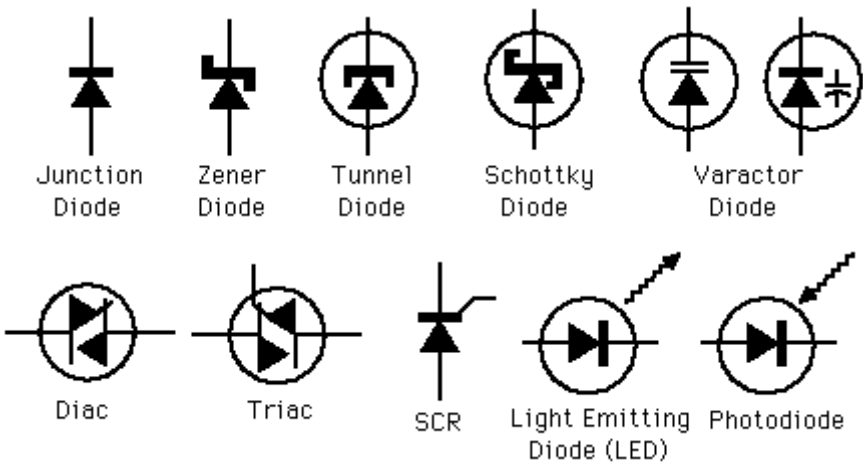 Junction Diode
Zener Diode
Tunnel Diode
Schottky Diode
Varactor Diode
Diac
Triac
SCR
Light Emitting
Diode (LED)
Photodiode